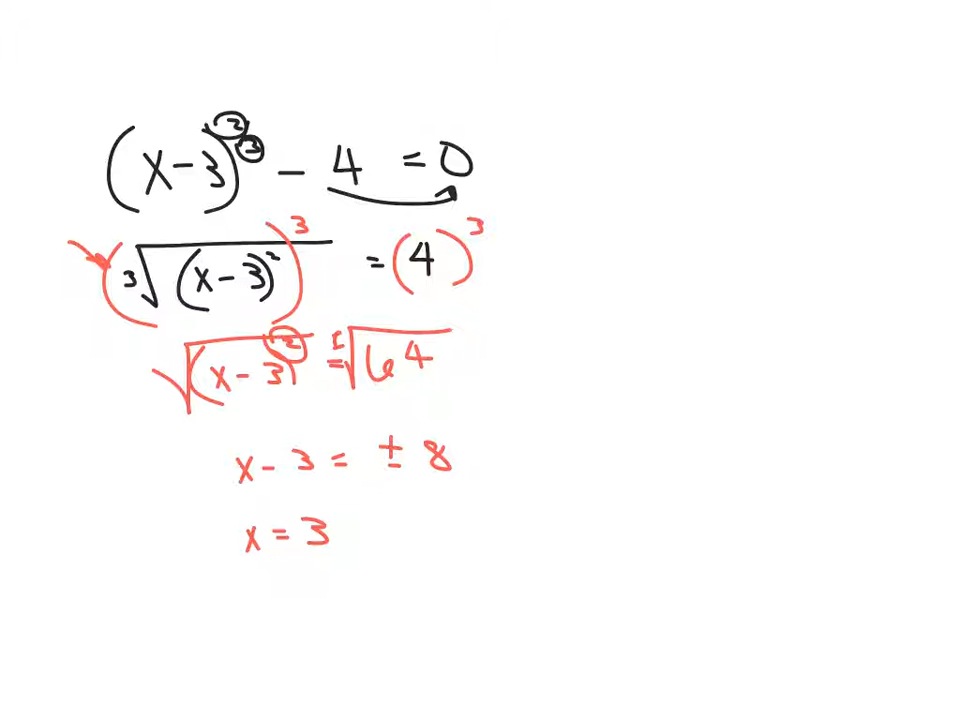 (x-3)^(2/3) - 4 = 0
(∛(x-3)²)³ = (4)³
√(x-3)² = ±√64
x-3 = ± 8
x = 3